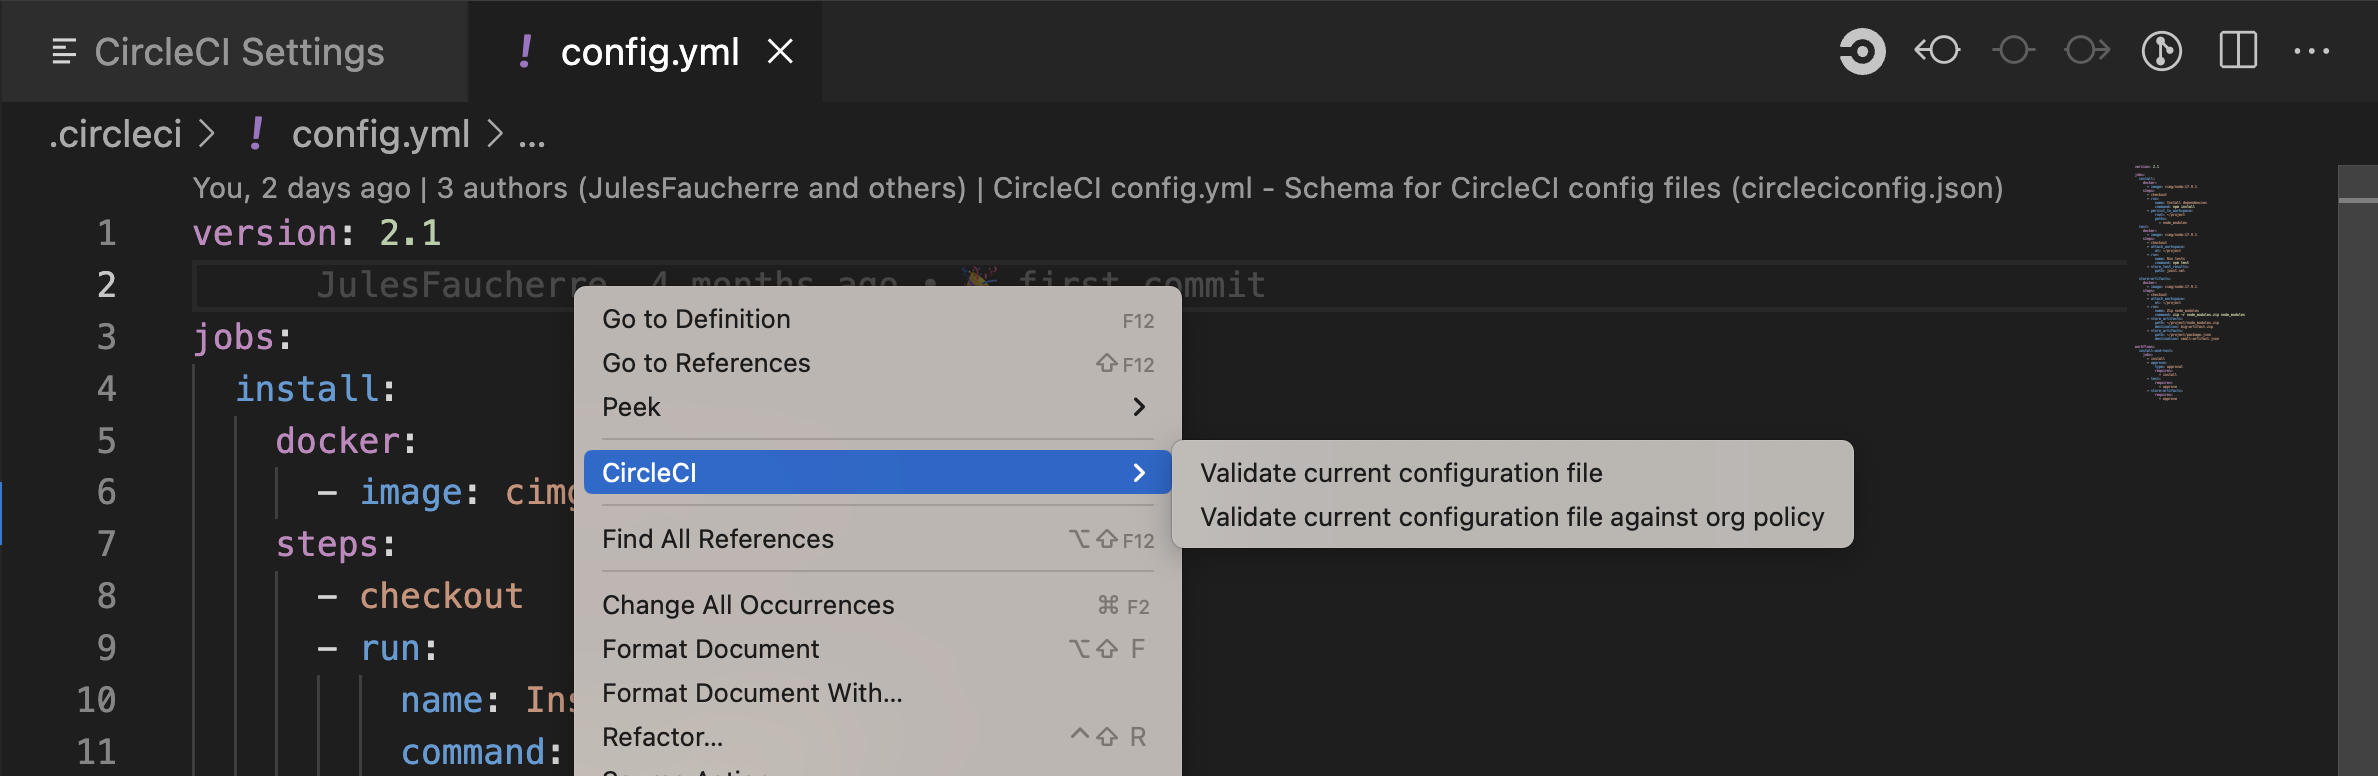 CircleCI Settings
! config.yml
.circleci > ! config.yml > ...
You, 2 days ago | 3 authors (JulesFaucherre and others) | CircleCI config.yml - Schema for CircleCI config files (circleciconfig.json)
1 version: 2.1
2 JulesFaucherre, 4 months ago • 🎉 first commit
3 jobs:
4 install:
5 docker:
6 - image:
7 steps:
8 - checkout
9 - run:
10 name:
11 command:
Go to Definition F12
Go to References ⇧F12
Peek
CircleCI
Validate current configuration file
Validate current configuration file against org policy
Find All References ⌥⇧F12
Change All Occurrences ⌘ F2
Format Document ⌥⇧ F
Format Document With...
Refactor... ^⇧ R